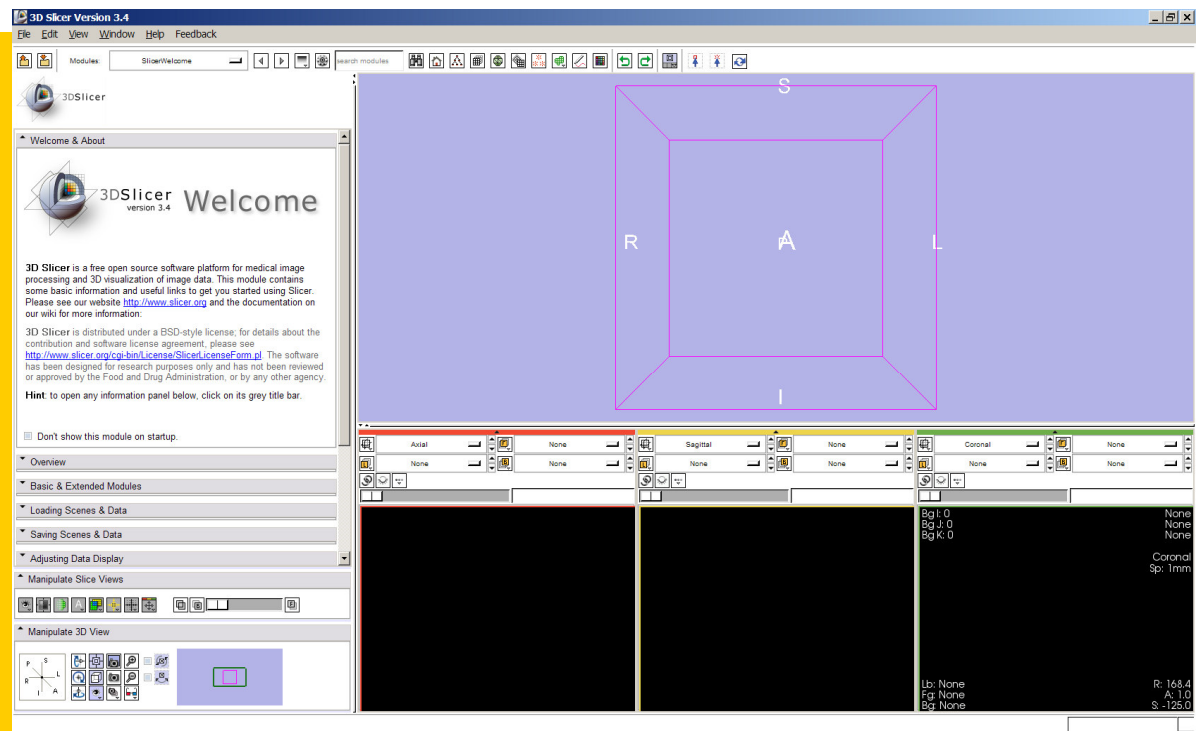 3D Slicer Version 3.4
File Edit View Window Help Feedback
Modules: SlicerWelcome search modules
3DSlicer
Welcome & About
3DSlicer
version 3.4
Welcome
3D Slicer is a free open source software platform for medical image
processing and 3D visualization of image data. This module contains
some basic information and useful links to get you started using Slicer.
Please see our website http://www.slicer.org and the documentation on
our wiki for more information:
3D Slicer is distributed under a BSD-style license; for details about the
contribution and software license agreement, please see
http://www.slicer.org/cgi-bin/License/SlicerLicenseForm.pl. The software
has been designed for research purposes only and has not been reviewed
or approved by the Food and Drug Administration, or by any other agency.
Hint: to open any information panel below, click on its grey title bar.
Don't show this module on startup.
Overview
Basic & Extended Modules
Loading Scenes & Data
Saving Scenes & Data
Adjusting Data Display
Manipulate Slice Views
Manipulate 3D View
P S
R L
I A
S
R A L
I
Axial None
None None
Sagittal None
None None
Coronal None
None None
Bg I: 0 None
Bg J: 0 None
Bg K: 0 None
Coronal
Sp: 1mm
Lb: None R: 168.4
Fg: None A: 1.0
Bg: None S: -125.0